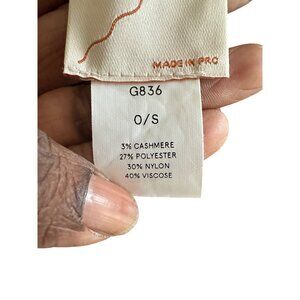 MADE IN PRC
G836
O/S
3% CASHMERE
27% POLYESTER
30% NYLON
40% VISCOSE